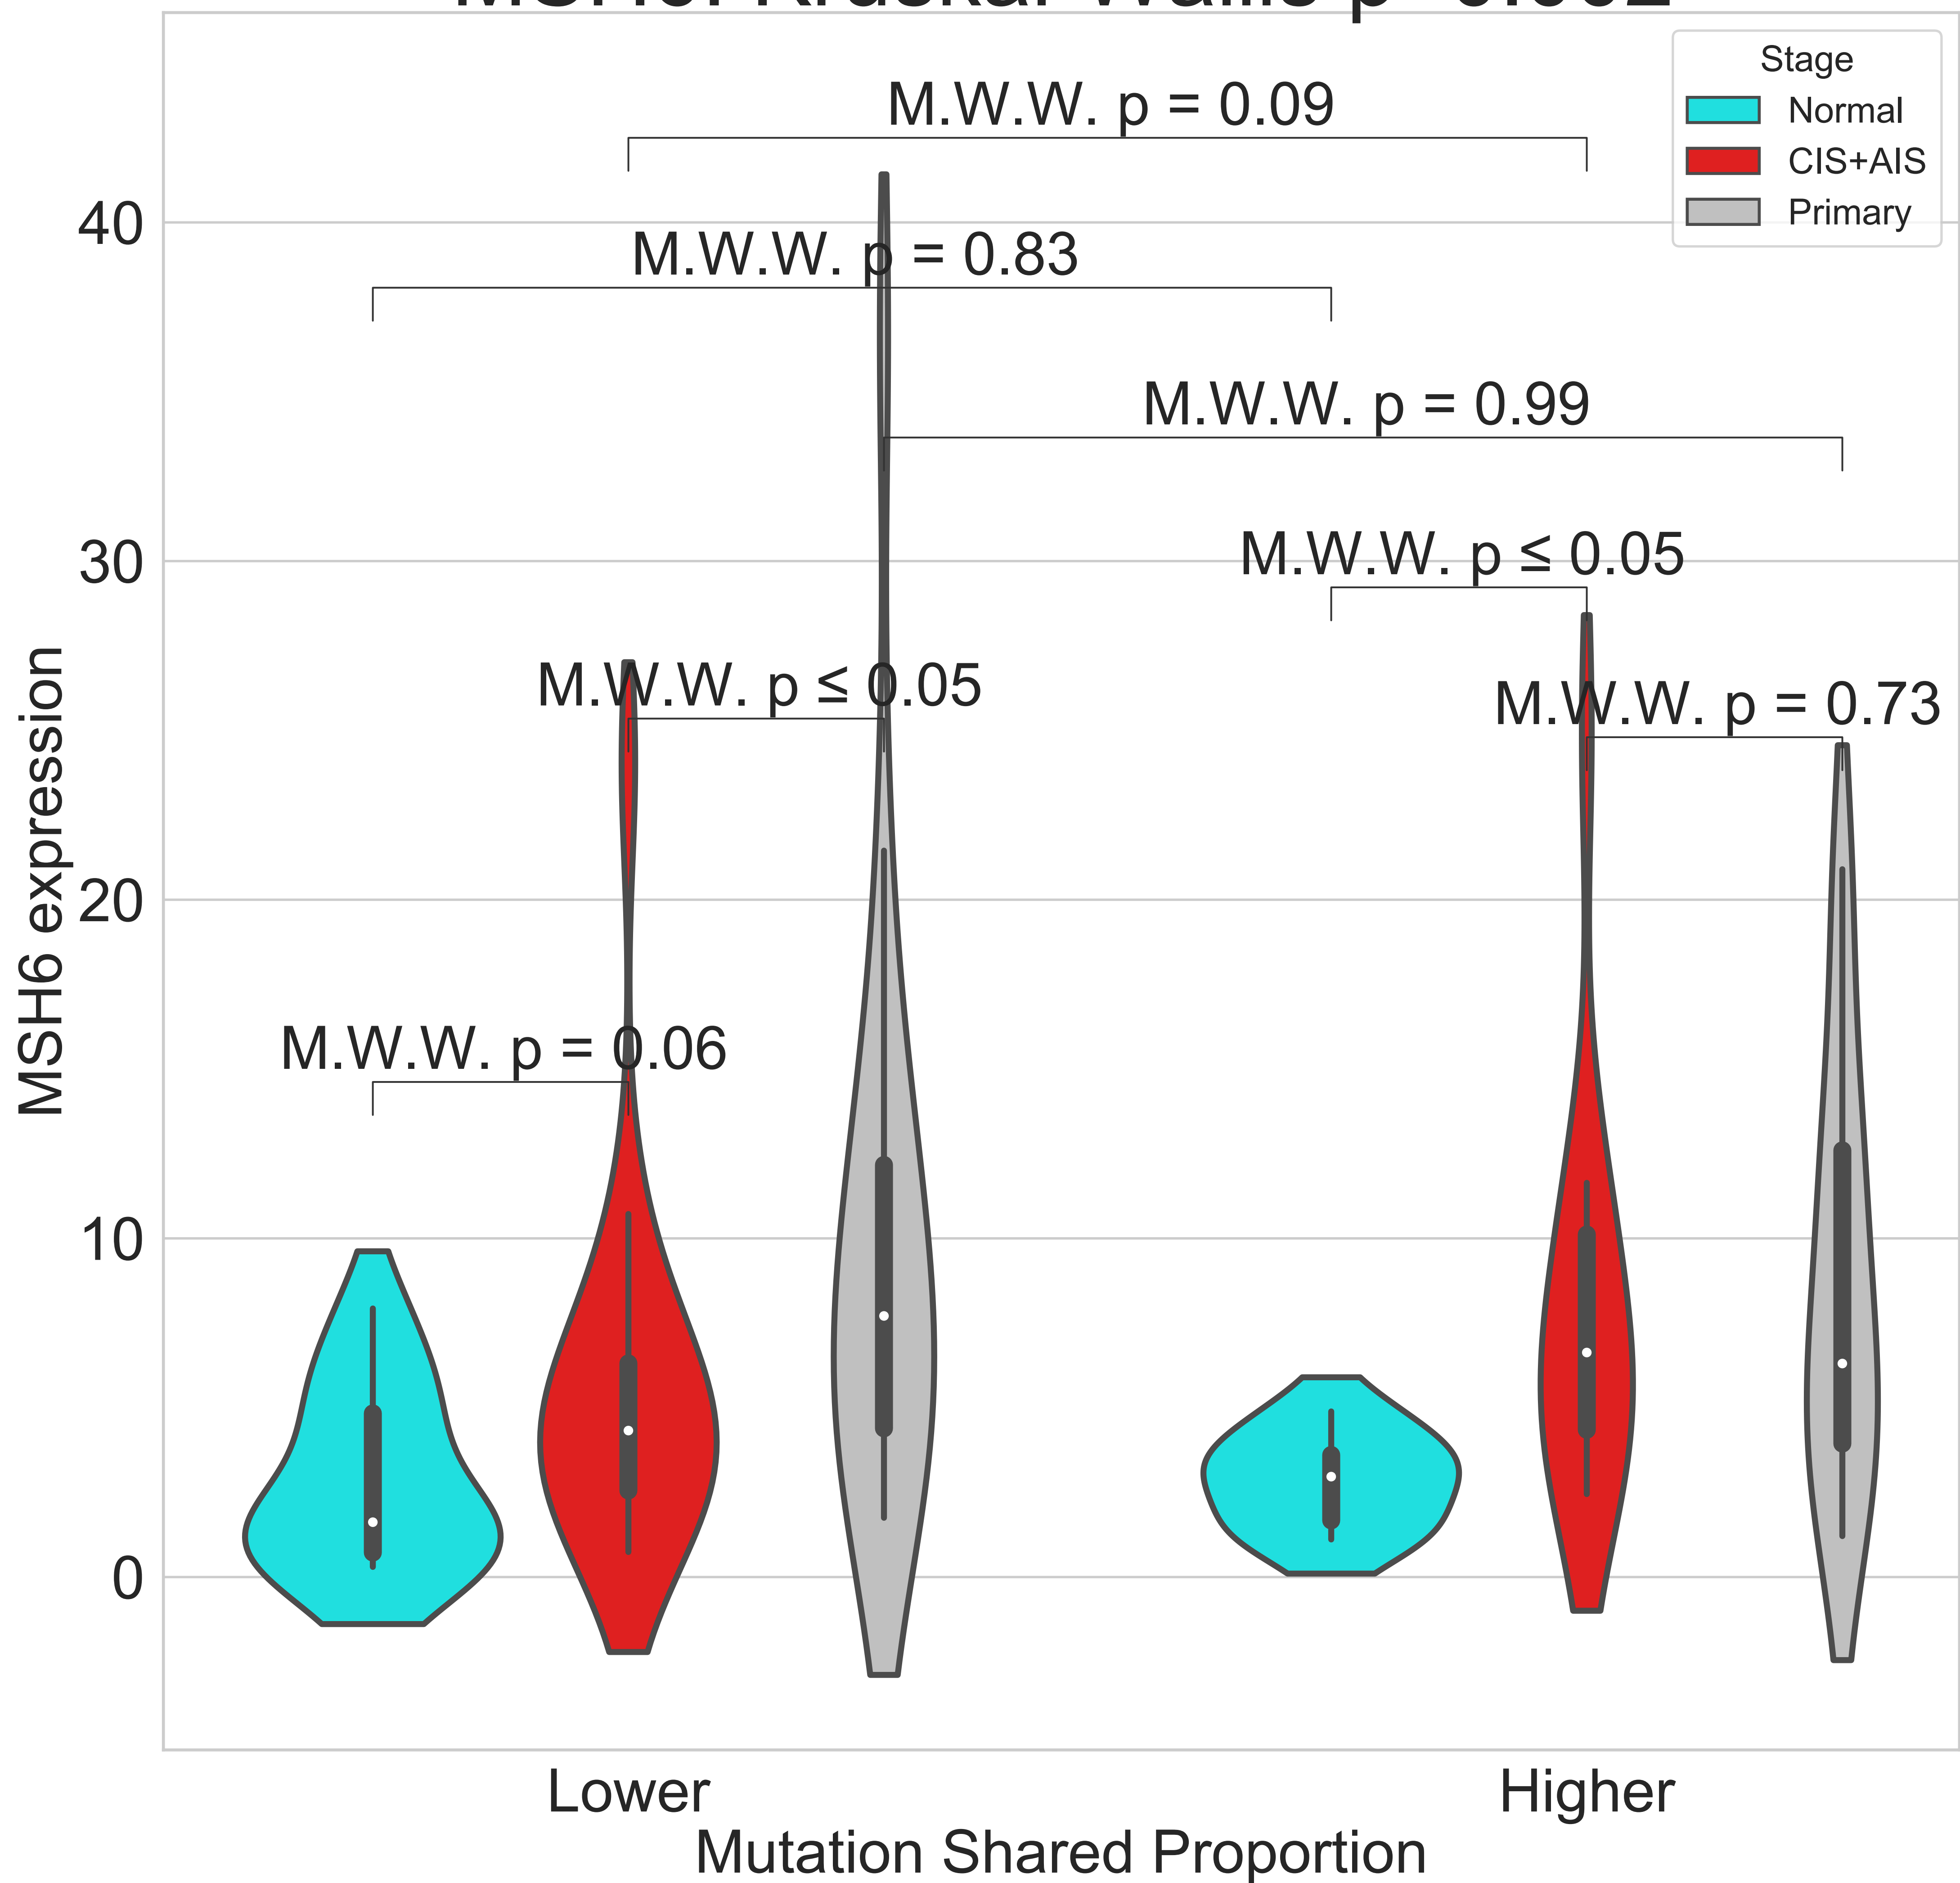 Stage
Normal
CIS+AIS
Primary
M.W.W. p = 0.09
M.W.W. p = 0.83
M.W.W. p = 0.99
M.W.W. p ≤ 0.05
M.W.W. p ≤ 0.05
M.W.W. p = 0.73
M.W.W. p = 0.06
MSH6 expression
40
30
20
10
0
Lower
Higher
Mutation Shared Proportion